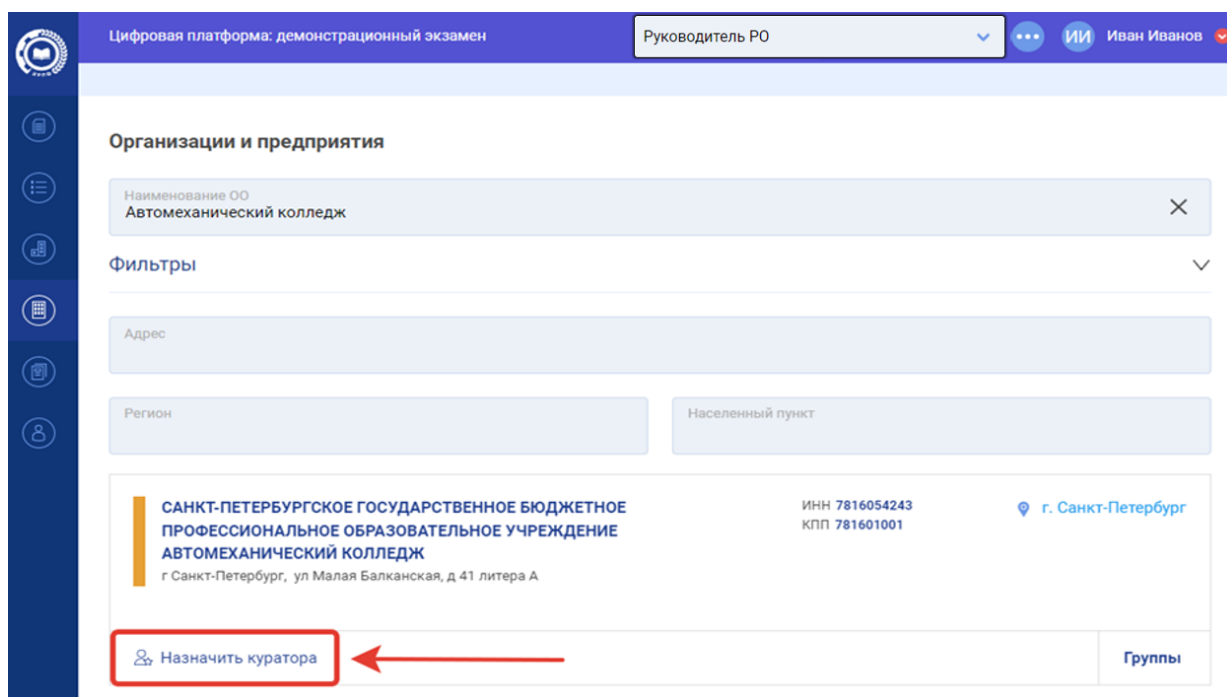 Цифровая платформа: демонстрационный экзамен
Руководитель РО
ИИ
Иван Иванов
Организации и предприятия
Наименование ОО
Автомеханический колледж
Фильтры
Адрес
Регион
Населенный пункт
САНКТ-ПЕТЕРБУРГСКОЕ ГОСУДАРСТВЕННОЕ БЮДЖЕТНОЕ
ПРОФЕССИОНАЛЬНОЕ ОБРАЗОВАТЕЛЬНОЕ УЧРЕЖДЕНИЕ
АВТОМЕХАНИЧЕСКИЙ КОЛЛЕДЖ
г Санкт-Петербург, ул Малая Балканская, д 41 литера А
ИНН 7816054243
КПП 781601001
г. Санкт-Петербург
Назначить куратора
Группы